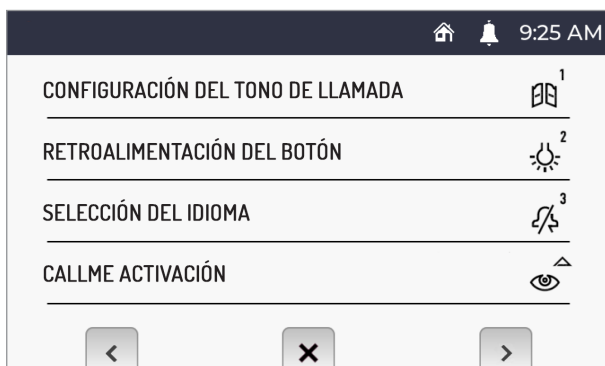 9:25 AM
CONFIGURACIÓN DEL TONO DE LLAMADA 1
RETROALIMENTACIÓN DEL BOTÓN 2
SELECCIÓN DEL IDIOMA 3
CALLME ACTIVACIÓN